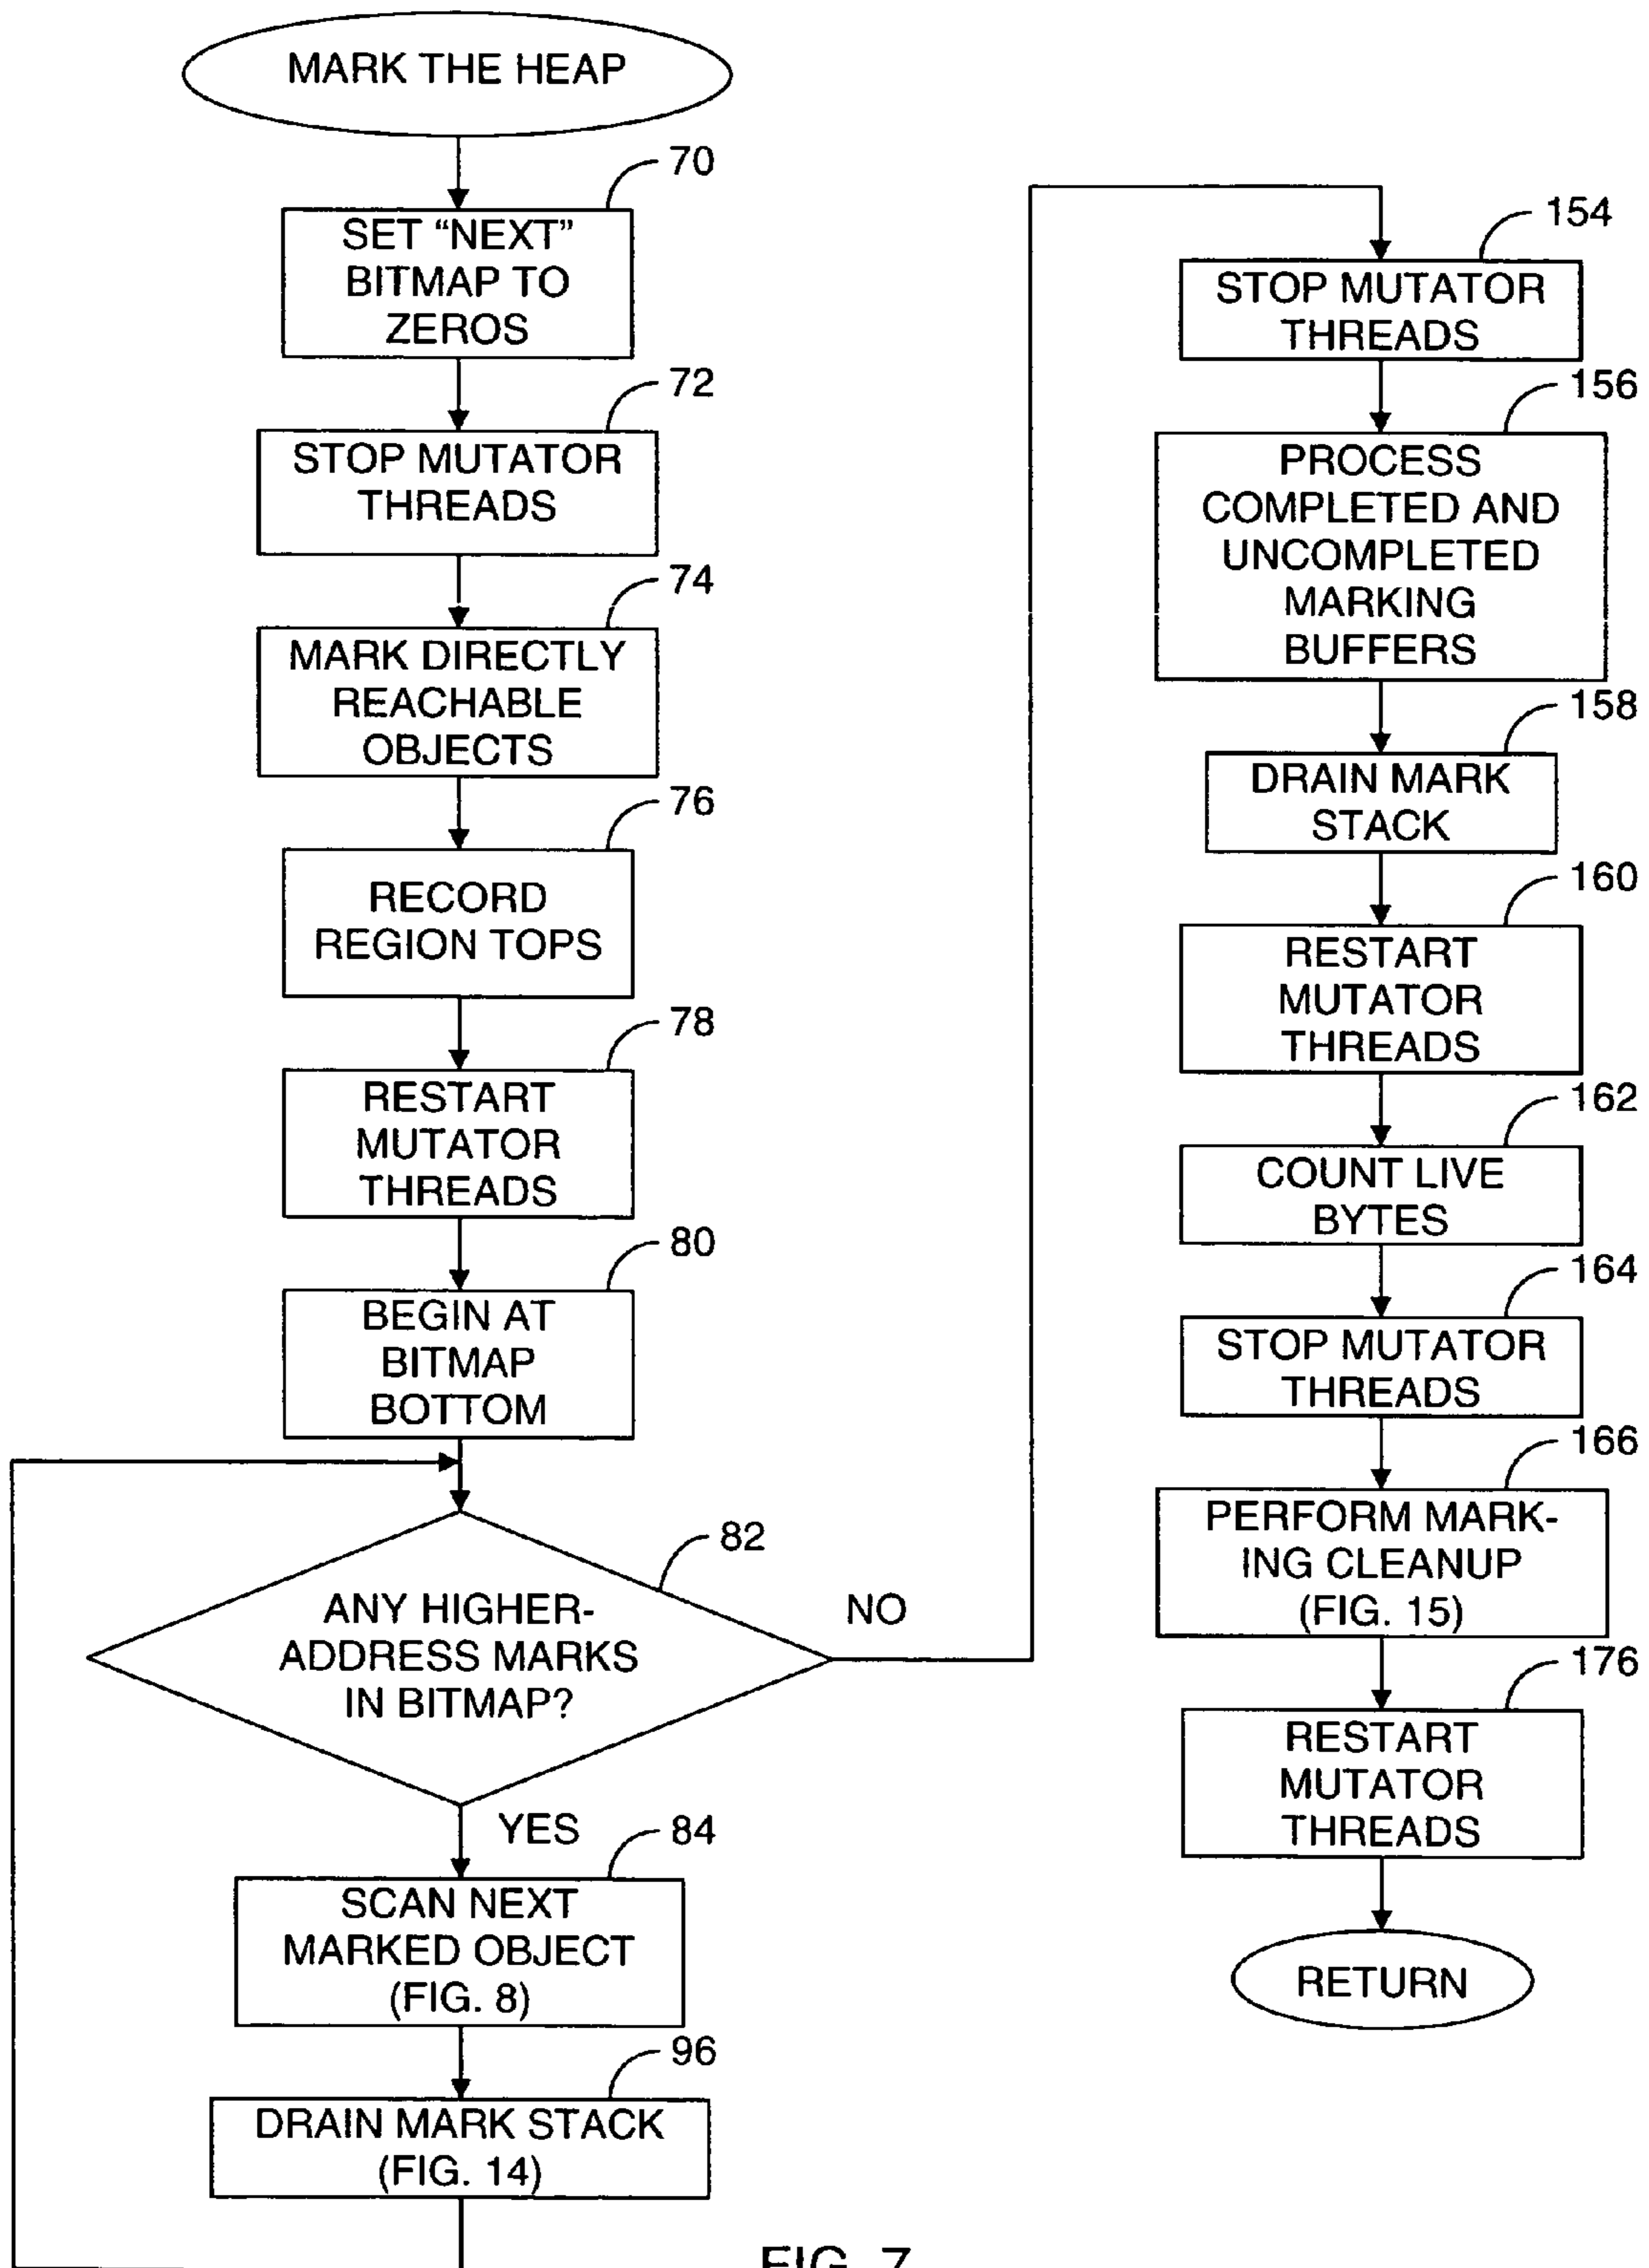 MARK THE HEAP
70
SET “NEXT”
BITMAP TO
ZEROS
72
STOP MUTATOR
THREADS
74
MARK DIRECTLY
REACHABLE
OBJECTS
76
RECORD
REGION TOPS
78
RESTART
MUTATOR
THREADS
80
BEGIN AT
BITMAP
BOTTOM
82
ANY HIGHER-
ADDRESS MARKS
IN BITMAP?
NO
YES
84
SCAN NEXT
MARKED OBJECT
(FIG. 8)
96
DRAIN MARK STACK
(FIG. 14)
154
STOP MUTATOR
THREADS
156
PROCESS
COMPLETED AND
UNCOMPLETED
MARKING
BUFFERS
158
DRAIN MARK
STACK
160
RESTART
MUTATOR
THREADS
162
COUNT LIVE
BYTES
164
STOP MUTATOR
THREADS
166
PERFORM MARK-
ING CLEANUP
(FIG. 15)
176
RESTART
MUTATOR
THREADS
RETURN
FIG. 7